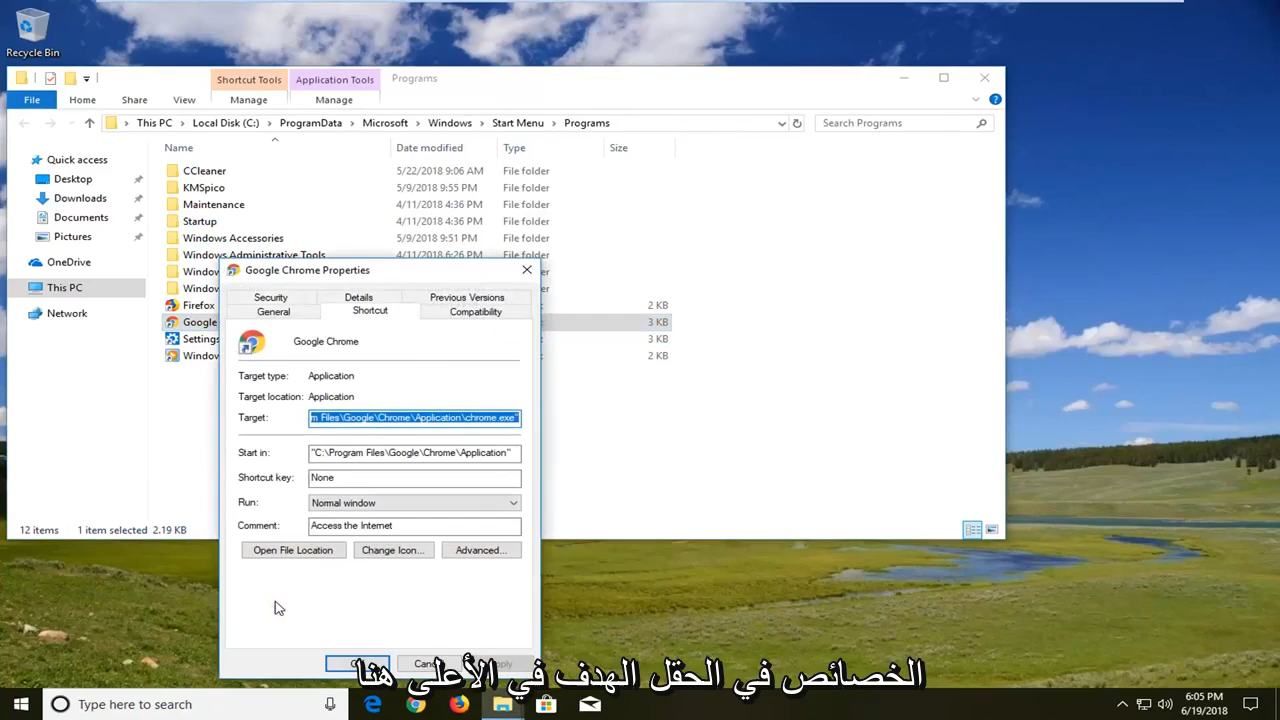 Recycle Bin
Shortcut Tools
Application Tools
Programs
File
Home
Share
View
Manage
Manage
This PC
Local Disk (C:)
ProgramData
Microsoft
Windows
Start Menu
Programs
Search Programs
Name
Date modified
Type
Size
Quick access
Desktop
Downloads
Documents
Pictures
OneDrive
This PC
Network
CCleaner 5/22/2018 9:06 AM File folder
KMSpico 5/9/2018 9:55 PM File folder
Maintenance 4/11/2018 4:36 PM File folder
Startup 4/11/2018 4:36 PM File folder
Windows Accessories 5/9/2018 9:51 PM File folder
Windows Administrative Tools 4/11/2018 6:26 PM File folder
Window
Window
Firefox 2 KB
Google 3 KB
Settings 3 KB
Window 2 KB
Google Chrome Properties
Security
Details
Previous Versions
General
Shortcut
Compatibility
Google Chrome
Target type: Application
Target location: Application
Target: m Files\Google\Chrome\Application\chrome.exe"
Start in: "C:\Program Files\Google\Chrome\Application"
Shortcut key: None
Run: Normal window
Comment: Access the Internet
Open File Location
Change Icon...
Advanced...
12 items
1 item selected 2.19 KB
الخصائص في الحقل الهدف في الأعلى هنا
Type here to search
6:05 PM
6/19/2018